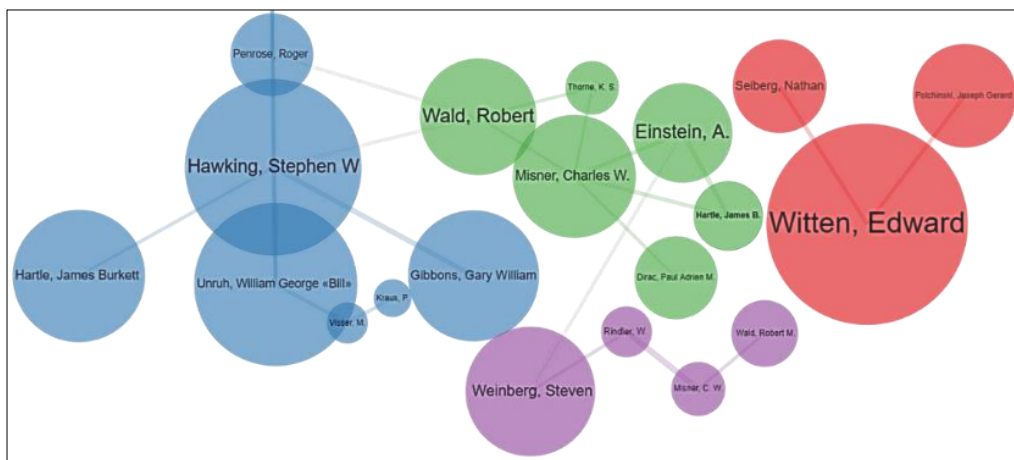 Penrose, Roger
Hawking, Stephen W
Hartle, James Burkett
Unruh, William George «Bill»
Visser, M.
Kraus, P.
Gibbons, Gary William
Wald, Robert
Thorne, K. S.
Misner, Charles W.
Einstein, A.
Hartle, James B.
Dirac, Paul Adrien M.
Weinberg, Steven
Rindler, W.
Misner, C. W.
Wald, Robert M.
Seiberg, Nathan
Polchinski, Joseph Gerard
Witten, Edward